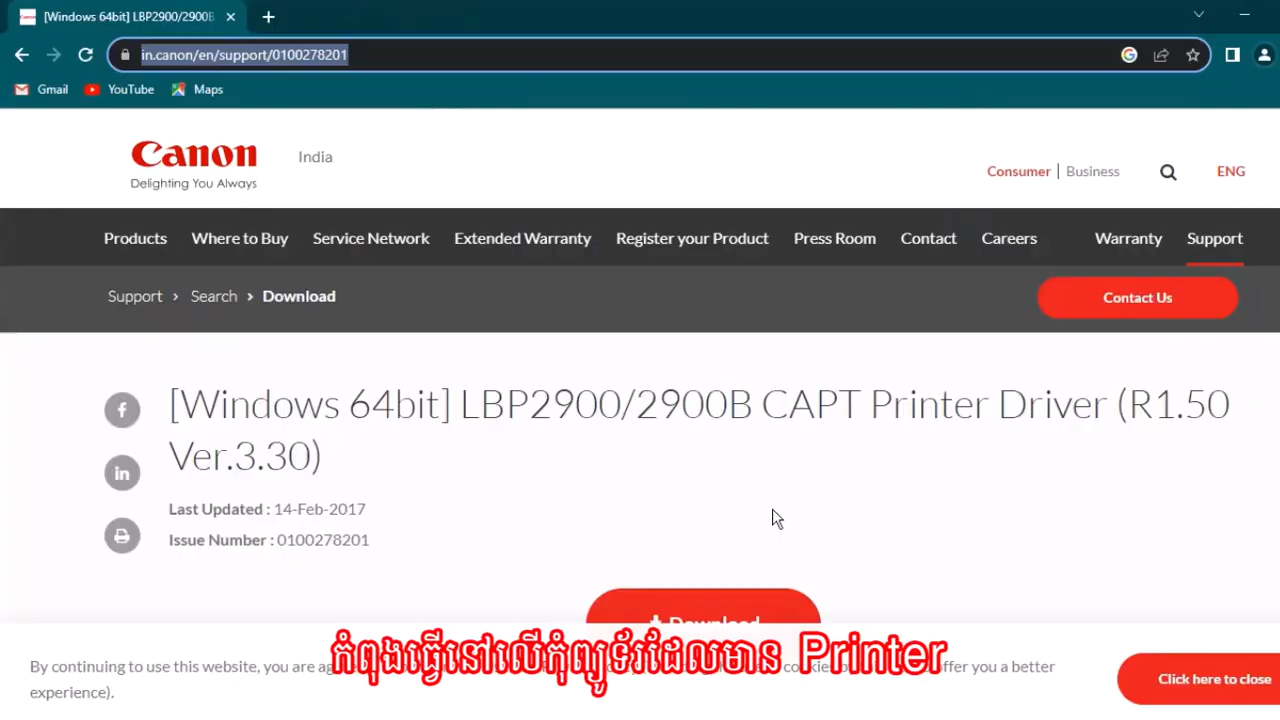 [Windows 64bit] LBP2900/2900B
in.canon/en/support/0100278201
Gmail YouTube Maps
Canon
Delighting You Always
India
Consumer | Business ENG
Products Where to Buy Service Network Extended Warranty Register your Product Press Room Contact Careers Warranty Support
Support › Search › Download
Contact Us
[Windows 64bit] LBP2900/2900B CAPT Printer Driver (R1.50
Ver.3.30)
Last Updated : 14-Feb-2017
Issue Number : 0100278201
Download
កំពុងធ្វើនៅលើកុំព្យូទ័រដែលមាន Printer
By continuing to use this website, you are offer you a better
experience).
Click here to close